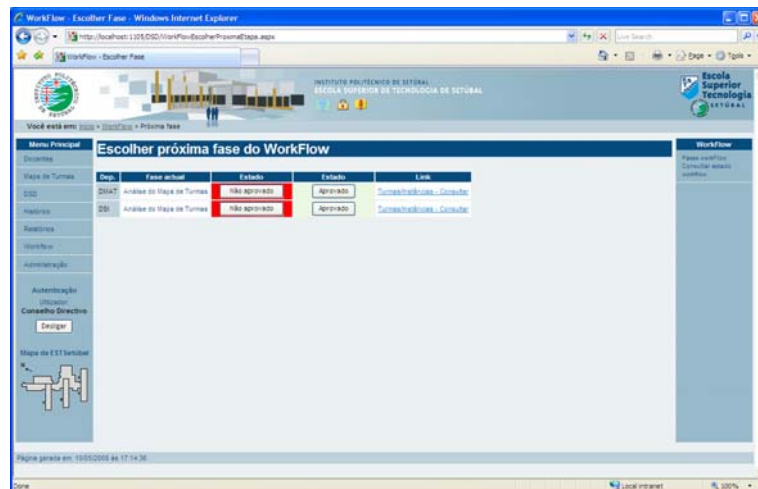 WorkFlow - Escolher Fase - Windows Internet Explorer
http://localhost:1105/DSD/WorkFlowEscolherProximaEtapa.aspx
Live Search
WorkFlow - Escolher Fase
Page
Tools
INSTITUTO POLITÉCNICO DE SETÚBAL
ESCOLA SUPERIOR DE TECNOLOGIA DE SETÚBAL
Escola
Superior
Tecnologia
SETÚBAL
Você está em: Início » WorkFlow » Próxima fase
Menu Principal
Docentes
Mapa de Turmas
DSD
Histórico
Relatórios
Workflow
Administração
Autenticação
Utilizador:
Conselho Directivo
Desligar
Mapa da ESTSetúbal
Escolher próxima fase do WorkFlow
Dep. Fase actual Estado Estado Link
DMAT Análise do Mapa de Turmas Não aprovado Aprovado Turmas/Instâncias - Consultar
DSI Análise do Mapa de Turmas Não aprovado Aprovado Turmas/Instâncias - Consultar
WorkFlow
Fases workflow
Consultar estado
workflow
Página gerada em: 10/05/2008 às 17:14:36
Done
Local intranet
100%